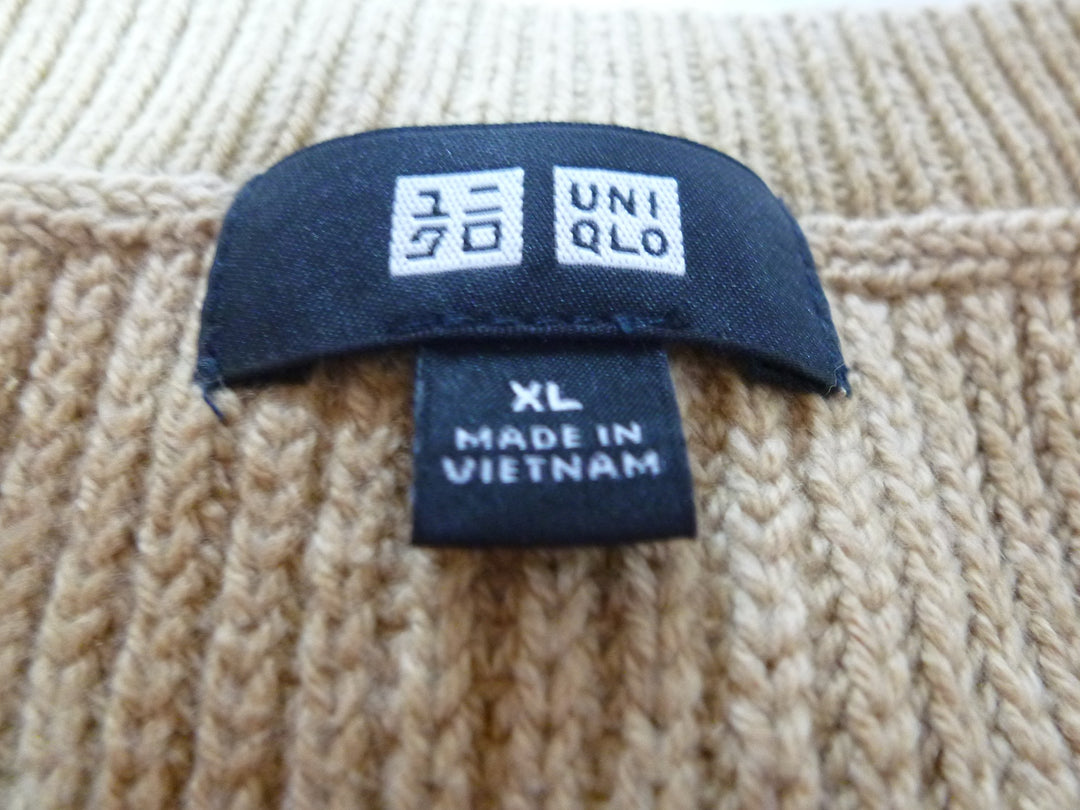 ユニ
クロ
UNI
QLO
XL
MADE IN
VIETNAM